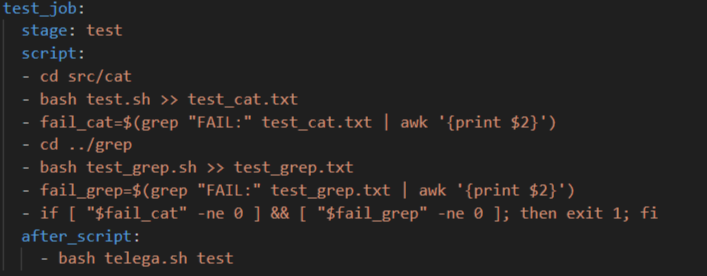 test_job:
stage: test
script:
- cd src/cat
- bash test.sh >> test_cat.txt
- fail_cat=$(grep "FAIL:" test_cat.txt | awk '{print $2}')
- cd ../grep
- bash test_grep.sh >> test_grep.txt
- fail_grep=$(grep "FAIL:" test_grep.txt | awk '{print $2}')
- if [ "$fail_cat" -ne 0 ] && [ "$fail_grep" -ne 0 ]; then exit 1; fi
after_script:
- bash telega.sh test